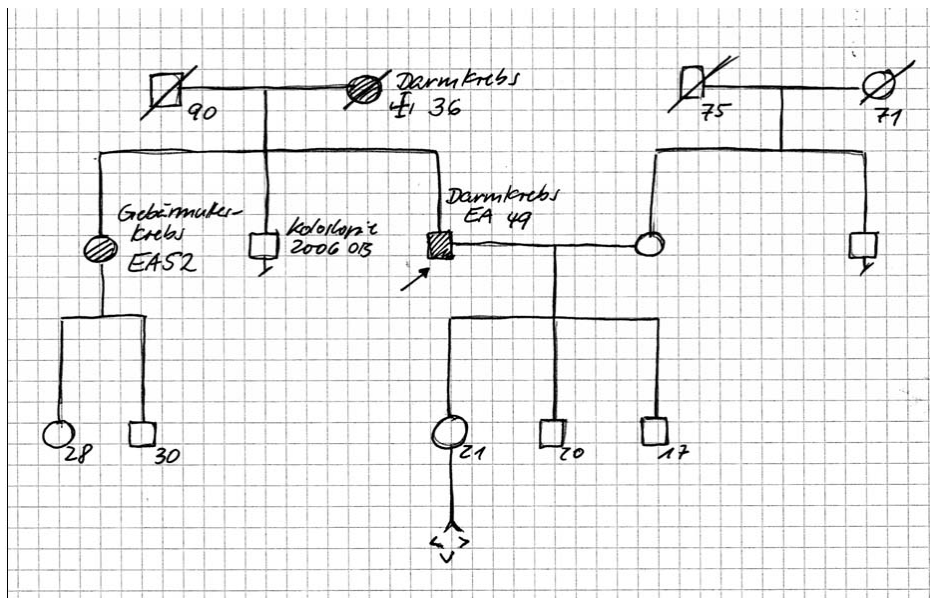 Darmkrebs
36
90
75
71
Darmkrebs
EA 49
Gebärmutter-
krebs
EA52
Koloskopie
2006 OB
28
30
21
20
17